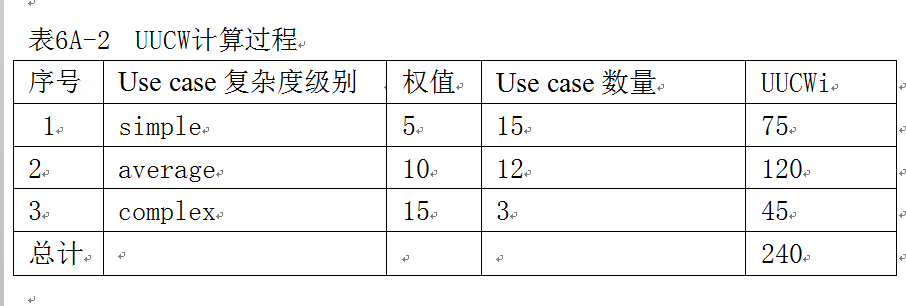 表6A-2 UUCW计算过程
序号 Use case 复杂度级别 权值 Use case 数量 UUCWi
1 simple 5 15 75
2 average 10 12 120
3 complex 15 3 45
总计 240